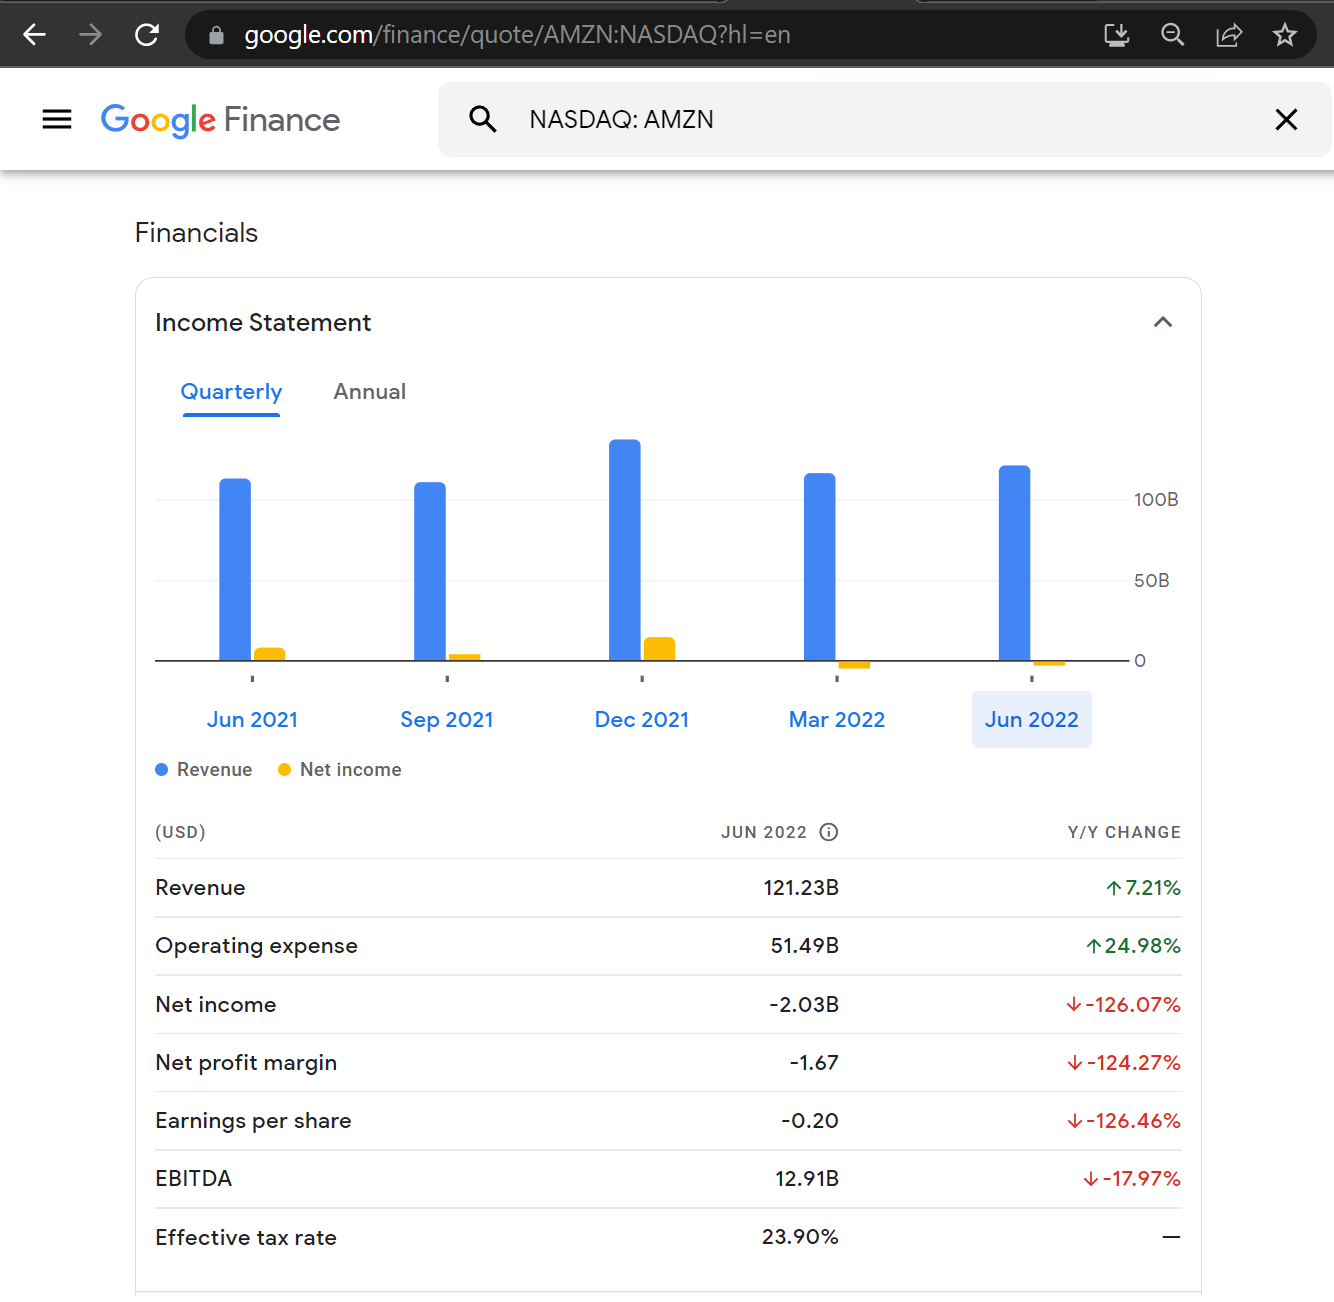 google.com/finance/quote/AMZN:NASDAQ?hl=en
Google Finance
NASDAQ: AMZN
Financials
Income Statement
Quarterly Annual
100B
50B
0
Jun 2021 Sep 2021 Dec 2021 Mar 2022 Jun 2022
Revenue Net income
(USD) JUN 2022 Y/Y CHANGE
Revenue 121.23B ↑7.21%
Operating expense 51.49B ↑24.98%
Net income -2.03B ↓-126.07%
Net profit margin -1.67 ↓-124.27%
Earnings per share -0.20 ↓-126.46%
EBITDA 12.91B ↓-17.97%
Effective tax rate 23.90% —